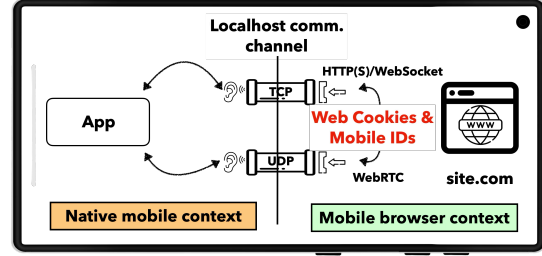 Localhost comm.
channel
HTTP(S)/WebSocket
TCP
App
Web Cookies &
Mobile IDs
WWW
UDP
WebRTC
site.com
Native mobile context
Mobile browser context